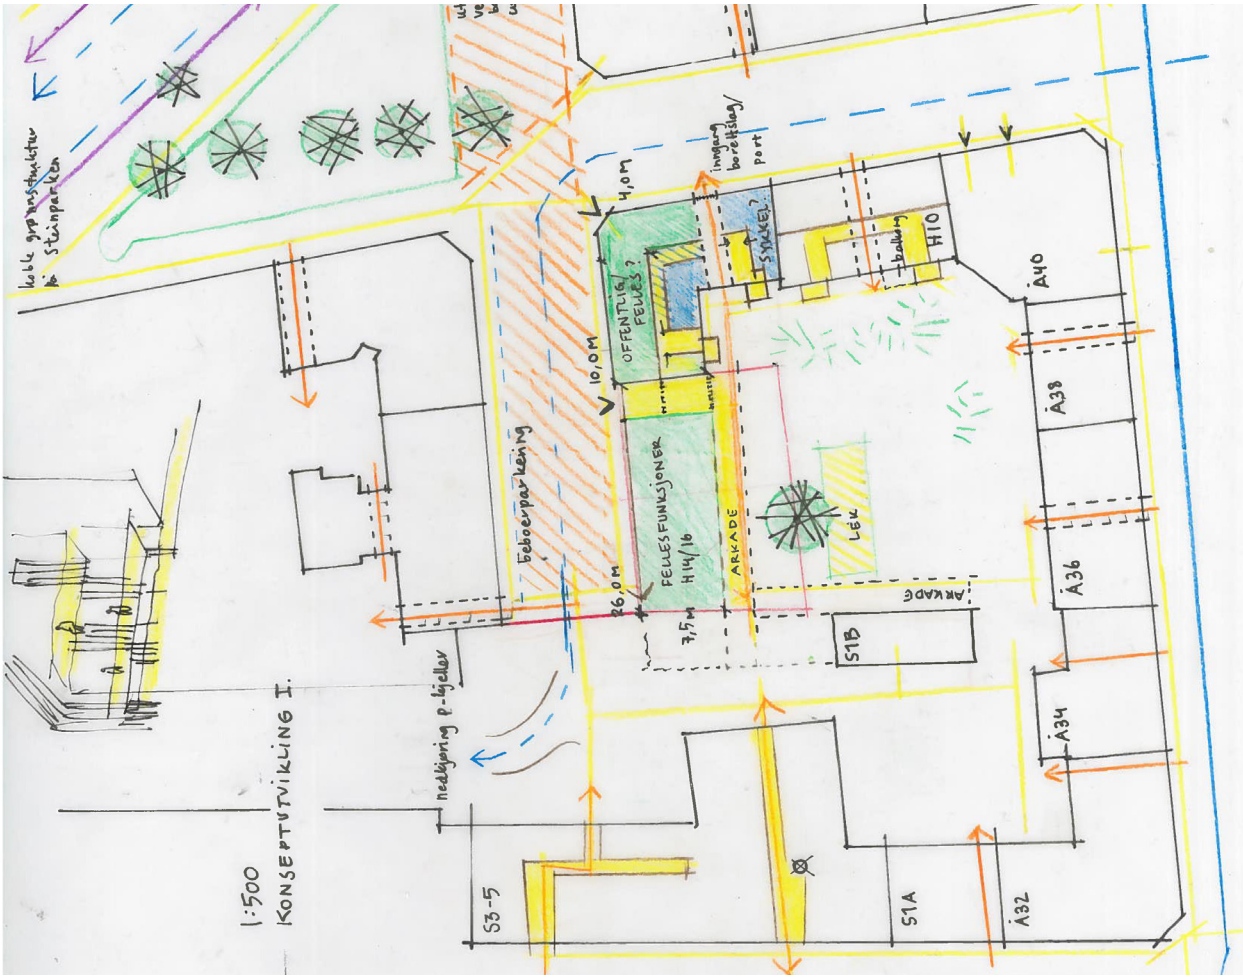 koble grønnstruktur
til Steinparken
inngang
borettslag/
port
4,0M
SYKKEL?
balkong
H10
OFFENTLIG/
FELLES?
10,0M
Å40
Å38
beboerparkering
FELLESFUNKSJONER
H14/16
ARKADE
LEK
26,0M
7,5M
ARKADE
Å36
S1B
Å34
nedkjøring P-kjeller
1:500
KONSEPTUTVIKLING I.
S3-5
S1A
Å32